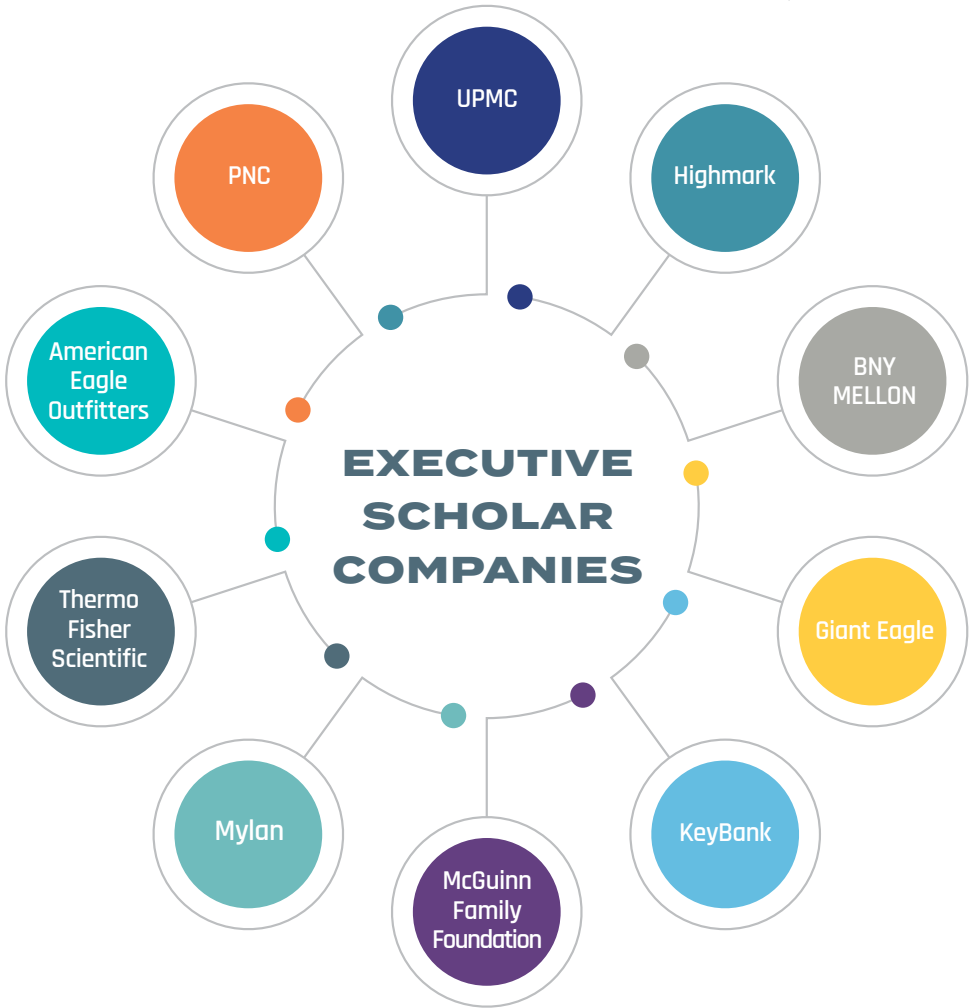 UPMC
Highmark
BNY
MELLON
Giant Eagle
KeyBank
McGuinn
Family
Foundation
Mylan
Thermo
Fisher
Scientific
American
Eagle
Outfitters
PNC
EXECUTIVE
SCHOLAR
COMPANIES